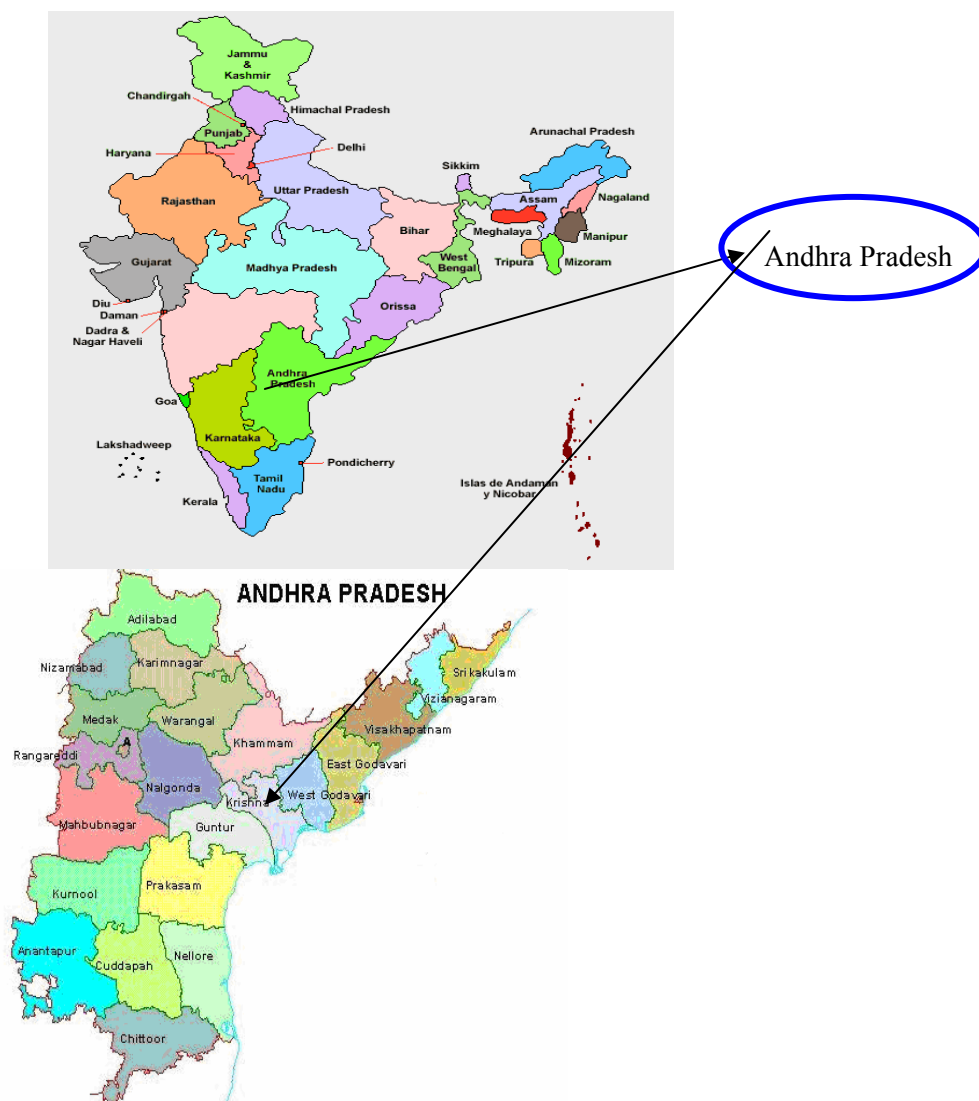 Jammu
&
Kashmir
Chandirgah
Himachal Pradesh
Punjab
Haryana
Delhi
Arunachal Pradesh
Sikkim
Uttar Pradesh
Assam
Nagaland
Rajasthan
Bihar
Meghalaya
Manipur
West
Bengal
Tripura
Mizoram
Gujarat
Madhya Pradesh
Orissa
Diu
Daman
Dadra &
Nagar Haveli
Andhra
Pradesh
Goa
Karnataka
Lakshadweep
Pondicherry
Tamil
Nadu
Kerala
Islas de Andaman
y Nicobar
Andhra Pradesh
ANDHRA PRADESH
Adilabad
Nizamabad
Karimnagar
Srikakulam
Vizianagaram
Medak
Warangal
Visakhapatnam
Khammam
A
Rangareddi
East Godavari
Nalgonda
Krishna
West Godavari
Mahbubnagar
Guntur
Kurnool
Prakasam
Anantapur
Cuddapah
Nellore
Chittoor